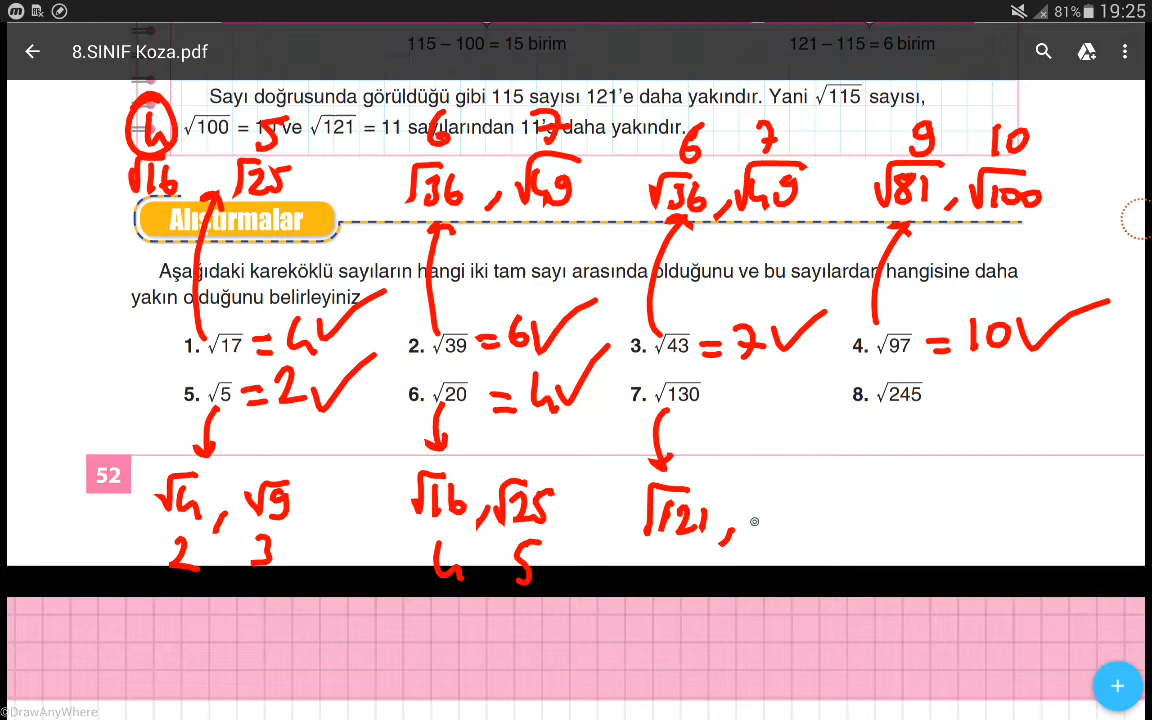 81% 19:25
8.SINIF Koza.pdf
115 – 100 = 15 birim 121 – 115 = 6 birim
Sayı doğrusunda görüldüğü gibi 115 sayısı 121'e daha yakındır. Yani √115 sayısı,
√100 = 10 ve √121 = 11 sayılarından 11'e daha yakındır.
4 5 6 7 6 7 9 10
√16 √25 √36 , √49 √36 , √49 √81 , √100
Alıştırmalar
Aşağıdaki kareköklü sayıların hangi iki tam sayı arasında olduğunu ve bu sayılardan hangisine daha
yakın olduğunu belirleyiniz.
1. √17 = 4 ✓ 2. √39 = 6 ✓ 3. √43 = 7 ✓ 4. √97 = 10 ✓
5. √5 = 2 ✓ 6. √20 = 4 ✓ 7. √130 8. √245
52
√4 , √9 √16 , √25 √121 ,
2 3 4 5
©DrawAnyWhere